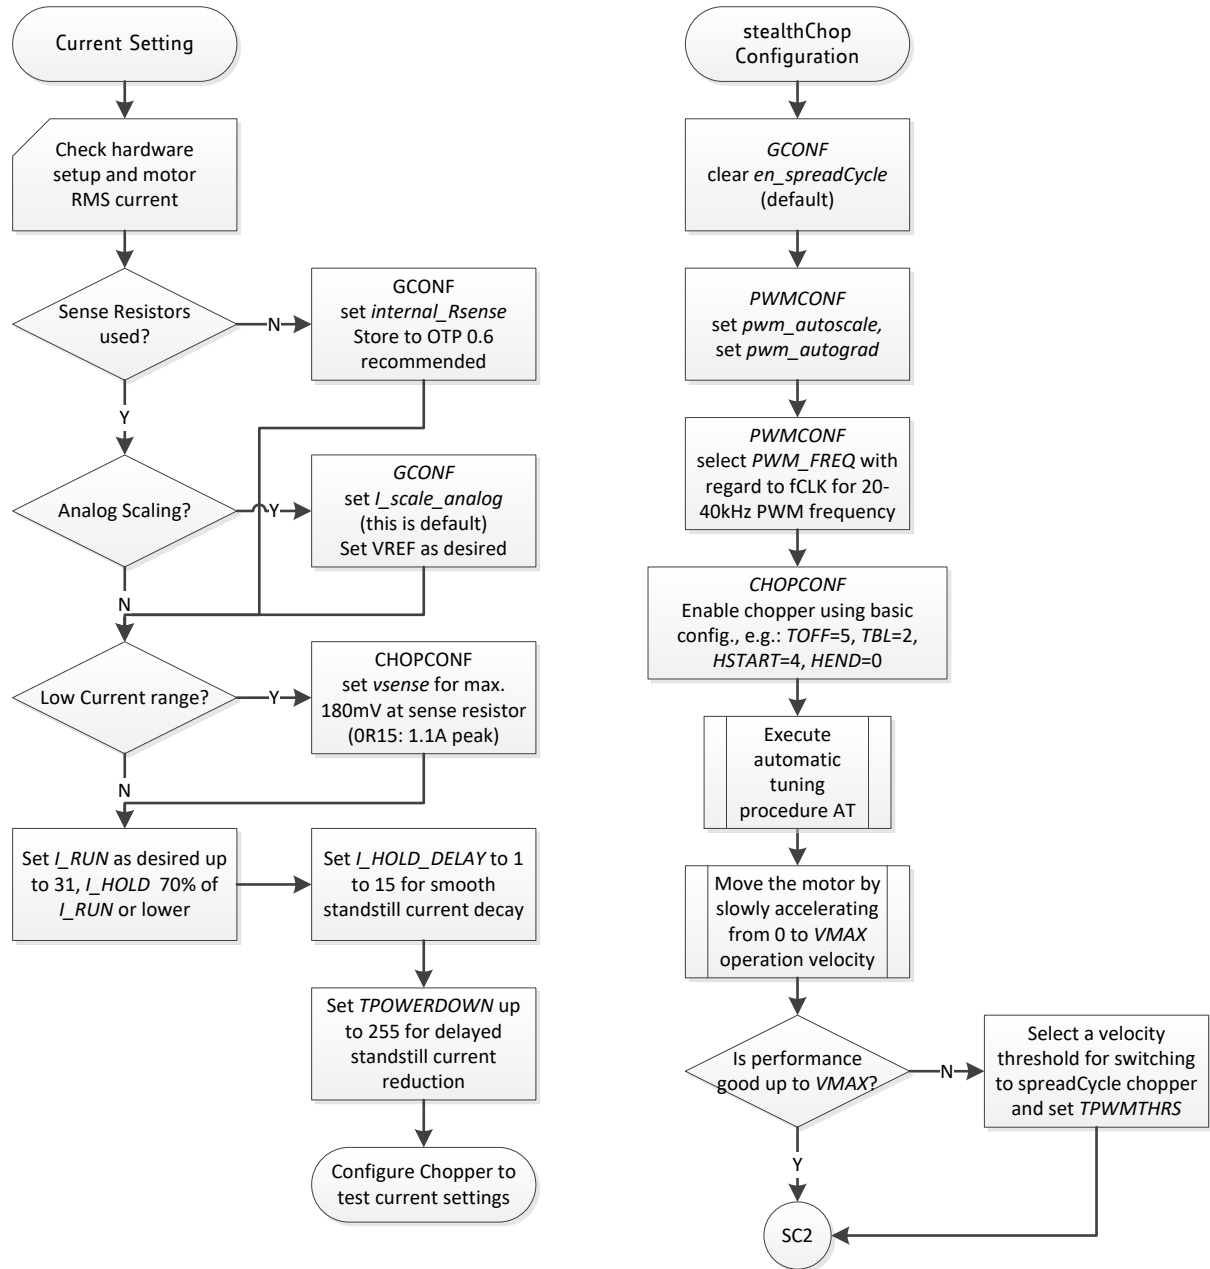 Current Setting
Check hardware
setup and motor
RMS current
Sense Resistors
used?
N
GCONF
set internal_Rsense
Store to OTP 0.6
recommended
Y
Analog Scaling?
Y
GCONF
set I_scale_analog
(this is default)
Set VREF as desired
N
Low Current range?
Y
CHOPCONF
set vsense for max.
180mV at sense resistor
(0R15: 1.1A peak)
N
Set I_RUN as desired up
to 31, I_HOLD 70% of
I_RUN or lower
Set I_HOLD_DELAY to 1
to 15 for smooth
standstill current decay
Set TPOWERDOWN up
to 255 for delayed
standstill current
reduction
Configure Chopper to
test current settings
stealthChop
Configuration
GCONF
clear en_spreadCycle
(default)
PWMCONF
set pwm_autoscale,
set pwm_autograd
PWMCONF
select PWM_FREQ with
regard to fCLK for 20-
40kHz PWM frequency
CHOPCONF
Enable chopper using basic
config., e.g.: TOFF=5, TBL=2,
HSTART=4, HEND=0
Execute
automatic
tuning
procedure AT
Move the motor by
slowly accelerating
from 0 to VMAX
operation velocity
Is performance
good up to VMAX?
N
Select a velocity
threshold for switching
to spreadCycle chopper
and set TPWMTHRS
Y
SC2